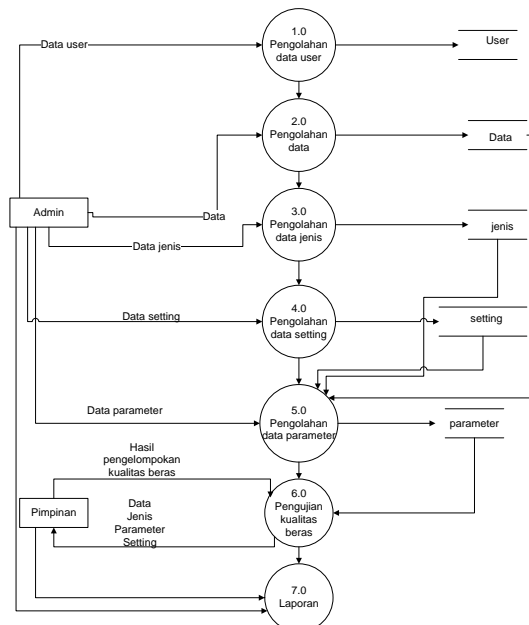 1.0
Pengolahan
data user
Data user
User
2.0
Pengolahan
data
Data
Admin
Data
3.0
Pengolahan
data jenis
Data jenis
jenis
4.0
Pengolahan
data setting
Data setting
setting
5.0
Pengolahan
data parameter
Data parameter
parameter
Hasil
pengelompokan
kualitas beras
6.0
Pengujian
kualitas
beras
Pimpinan
Data
Jenis
Parameter
Setting
7.0
Laporan